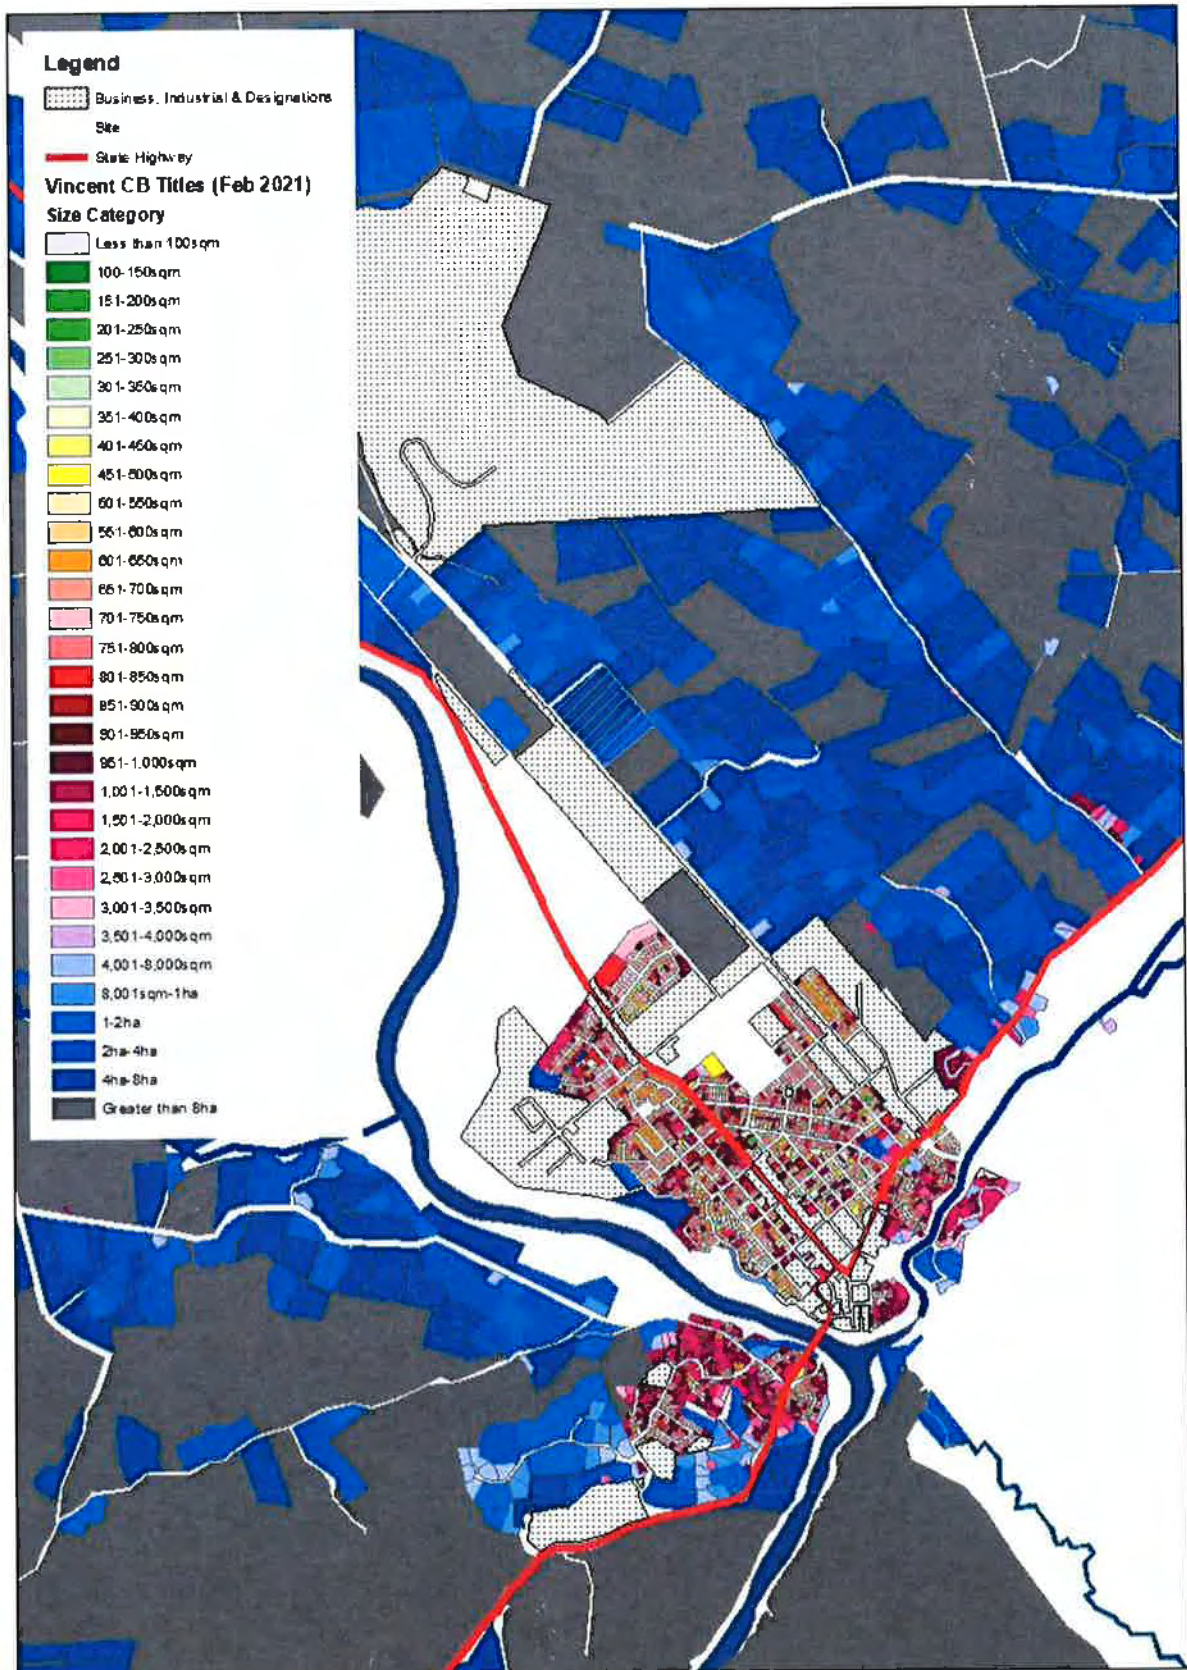 Legend
Business, Industrial & Designations
Site
State Highway
Vincent CB Titles (Feb 2021)
Size Category
Less than 100sqm
100-150sqm
151-200sqm
201-250sqm
251-300sqm
301-350sqm
351-400sqm
401-450sqm
451-500sqm
501-550sqm
551-600sqm
601-650sqm
651-700sqm
701-750sqm
751-800sqm
801-850sqm
851-900sqm
901-950sqm
951-1,000sqm
1,001-1,500sqm
1,501-2,000sqm
2,001-2,500sqm
2,501-3,000sqm
3,001-3,500sqm
3,501-4,000sqm
4,001-8,000sqm
8,001sqm-1ha
1-2ha
2ha-4ha
4ha-8ha
Greater than 8ha